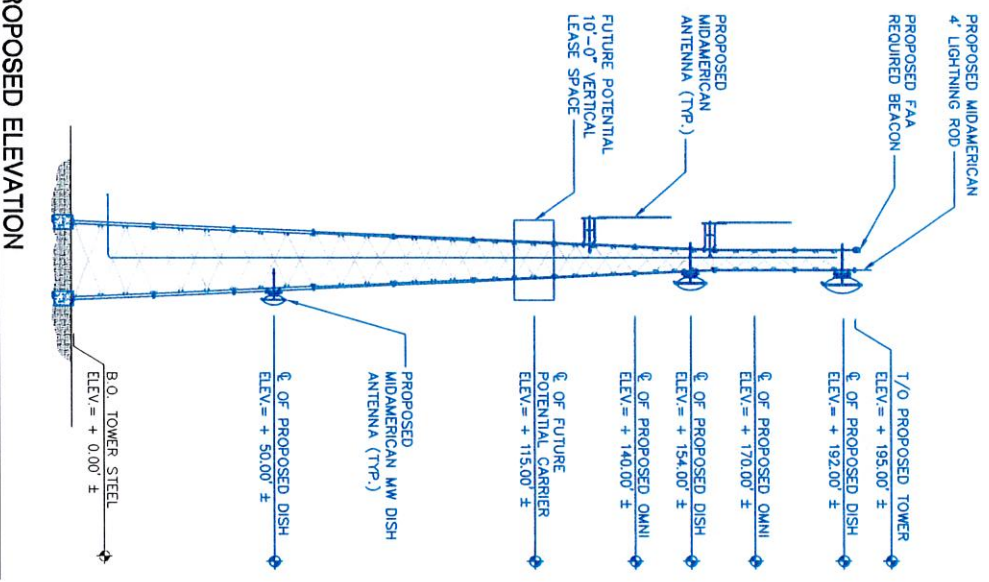 PROPOSED MIDAMERICAN
4' LIGHTNING ROD
PROPOSED FAA
REQUIRED BEACON
PROPOSED
MIDAMERICAN
ANTENNA (TYP.)
FUTURE POTENTIAL
10'-0" VERTICAL
LEASE SPACE
T/O PROPOSED TOWER
ELEV.= + 195.00' ±
℄ OF PROPOSED DISH
ELEV.= + 192.00' ±
℄ OF PROPOSED OMNI
ELEV.= + 170.00' ±
℄ OF PROPOSED DISH
ELEV.= + 154.00' ±
℄ OF PROPOSED OMNI
ELEV.= + 140.00' ±
℄ OF FUTURE
POTENTIAL CARRIER
ELEV.= + 115.00' ±
PROPOSED
MIDAMERICAN MW DISH
ANTENNA (TYP.)
℄ OF PROPOSED DISH
ELEV.= + 50.00' ±
B.O. TOWER STEEL
ELEV.= + 0.00' ±
ROPOSED ELEVATION